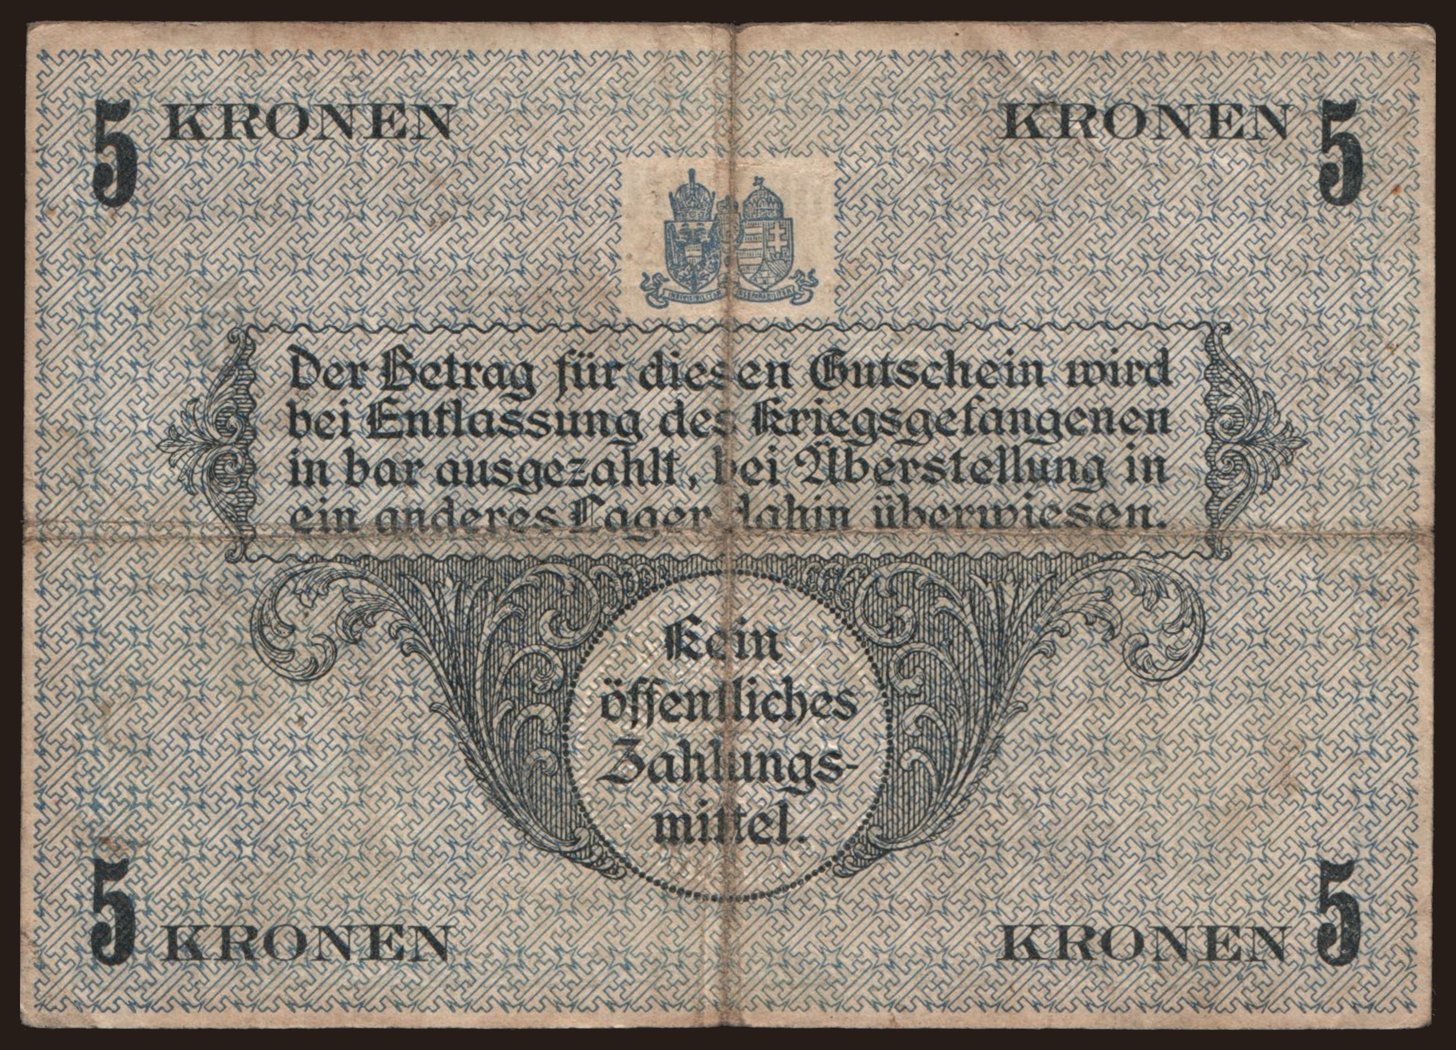 5 KRONEN
KRONEN 5
Der Betrag für diesen Gutschein wird
bei Entlassung des Kriegsgefangenen
in bar ausgezahlt, bei Überstellung in
ein anderes Lager dahin überwiesen.
Kein
öffentliches
Zahlungs-
mittel.
5 KRONEN
KRONEN 5